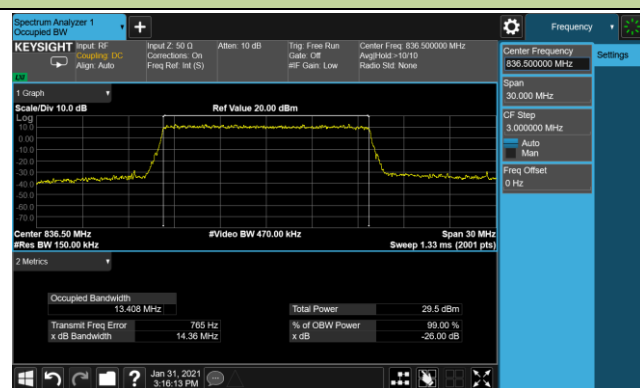 Spectrum Analyzer 1
Occupied BW
Frequency
KEYSIGHT
Input: RF
Coupling: DC
Align: Auto
Input Z: 50 Ω
Corrections: On
Freq Ref: Int (S)
Atten: 10 dB
Trig: Free Run
Gate: Off
#IF Gain: Low
Center Freq: 836.500000 MHz
Avg|Hold:>10/10
Radio Std: None
Center Frequency
836.500000 MHz
Settings
Span
30.000 MHz
CF Step
3.000000 MHz
Auto
Man
Freq Offset
0 Hz
1 Graph
Scale/Div 10.0 dB
Ref Value 20.00 dBm
Log
10.0
0.00
-10.0
-20.0
-30.0
-40.0
-50.0
-60.0
-70.0
Center 836.50 MHz
#Video BW 470.00 kHz
Span 30 MHz
#Res BW 150.00 kHz
Sweep 1.33 ms (2001 pts)
2 Metrics
Occupied Bandwidth
13.408 MHz
Total Power
29.5 dBm
Transmit Freq Error
765 Hz
% of OBW Power
99.00 %
x dB Bandwidth
14.36 MHz
x dB
-26.00 dB
Jan 31, 2021
3:16:13 PM